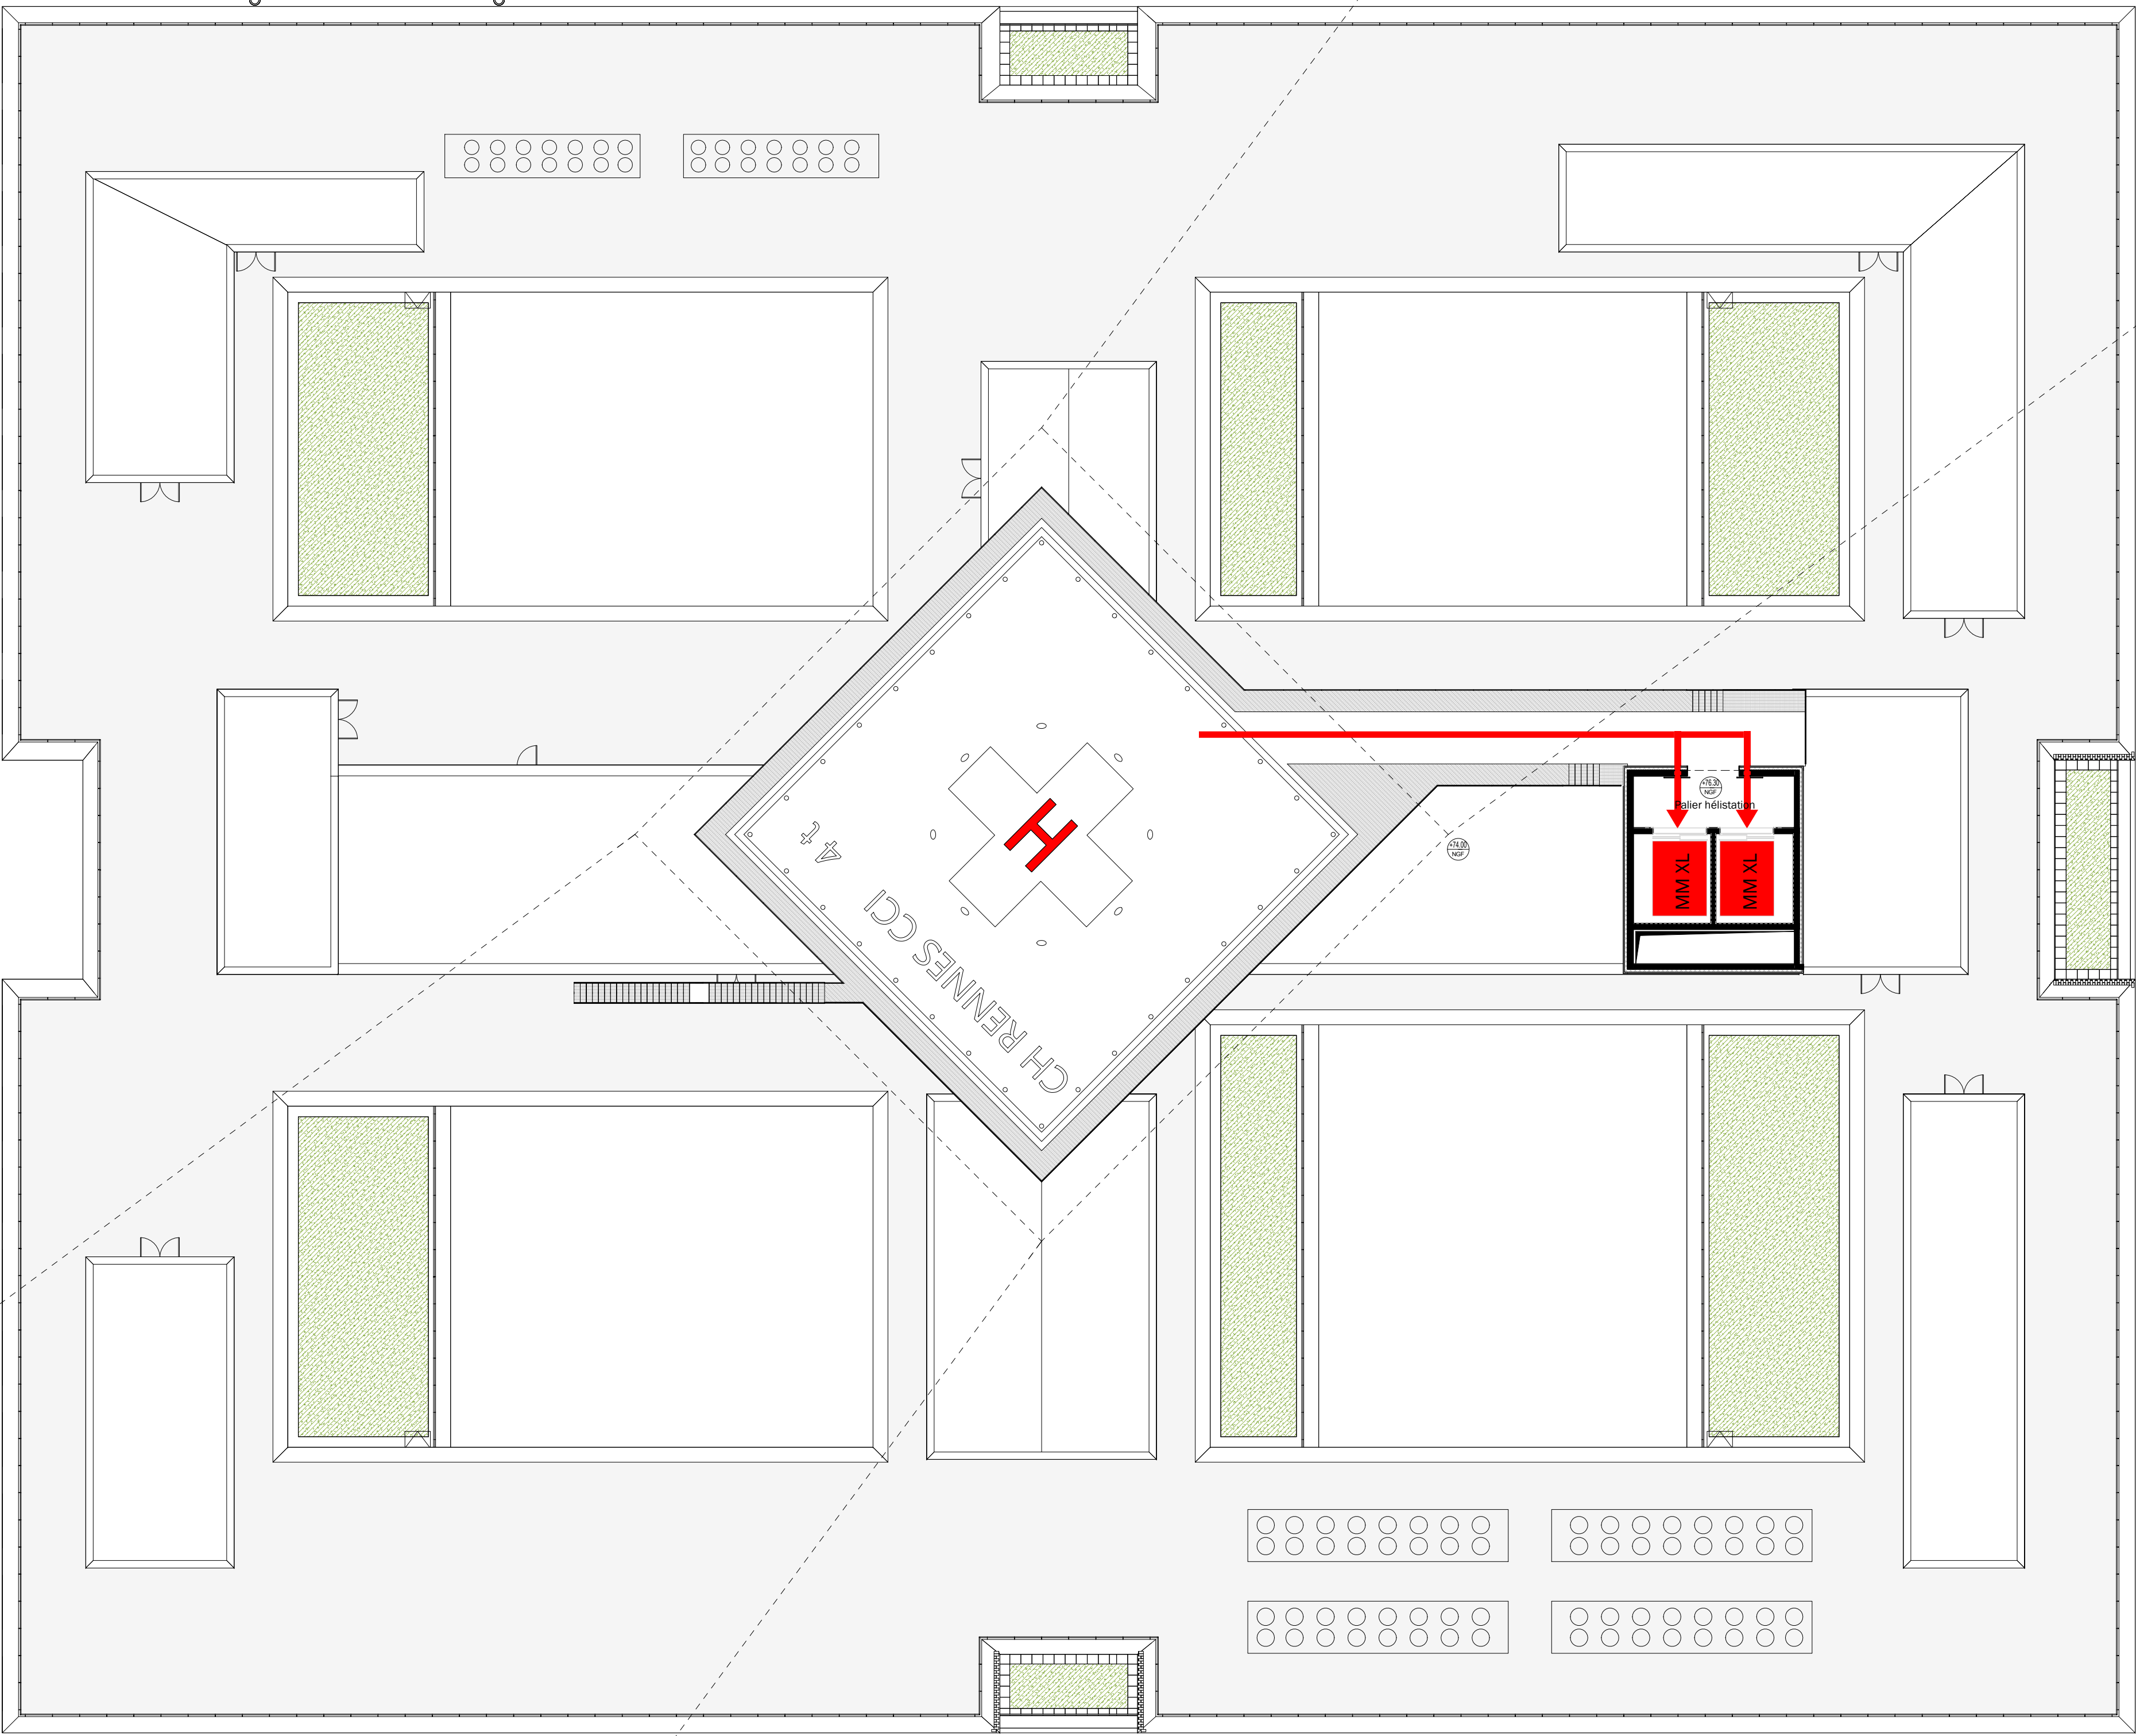 H
4 t
CH RENNES CCI
+76.30
NGF
Palier hélistation
+74,00
NGF
MM XL
MM XL